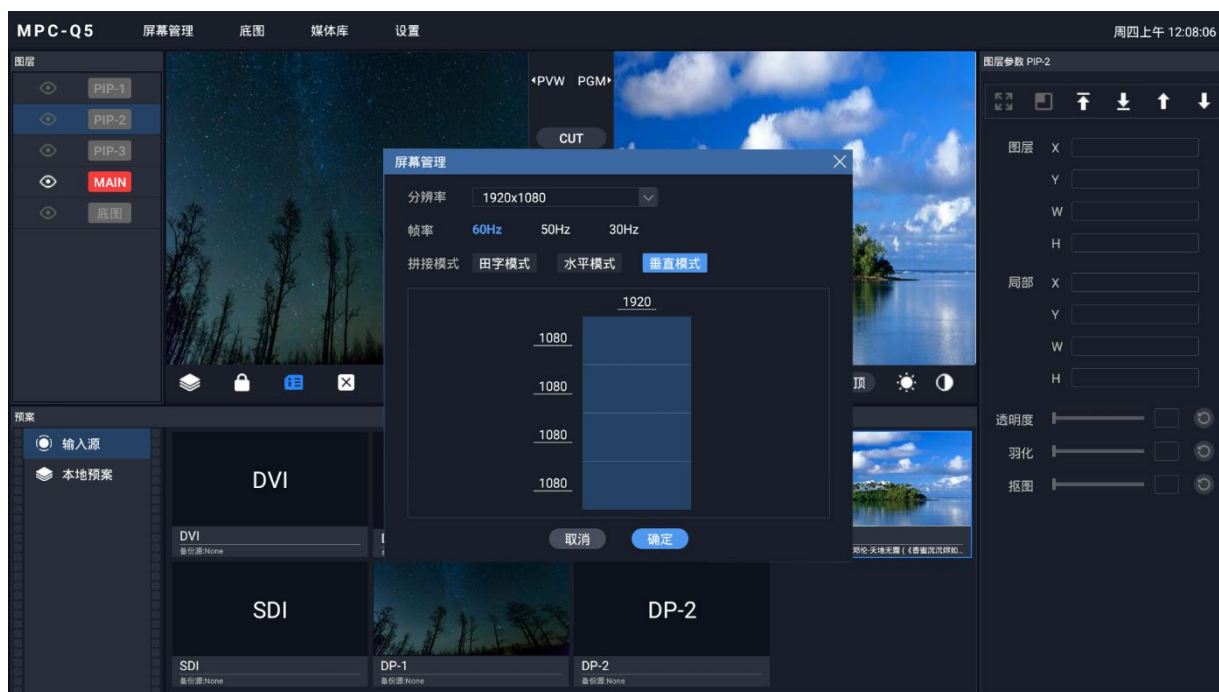 MPC-Q5 屏幕管理 底图 媒体库 设置 周四上午 12:08:06
图层
PIP-1
PIP-2
PIP-3
MAIN
底图
PVW PGM
CUT
屏幕管理
分辨率 1920x1080
帧率 60Hz 50Hz 30Hz
拼接模式 田字模式 水平模式 垂直模式
1920
1080
1080
1080
1080
取消 确定
顶
图层参数 PIP-2
图层 X
Y
W
H
局部 X
Y
W
H
透明度
羽化
抠图
预案
输入源
本地预案
DVI
DVI
备份源:None
SDI
SDI
备份源:None
DP-1
备份源:None
DP-2
DP-2
备份源:None